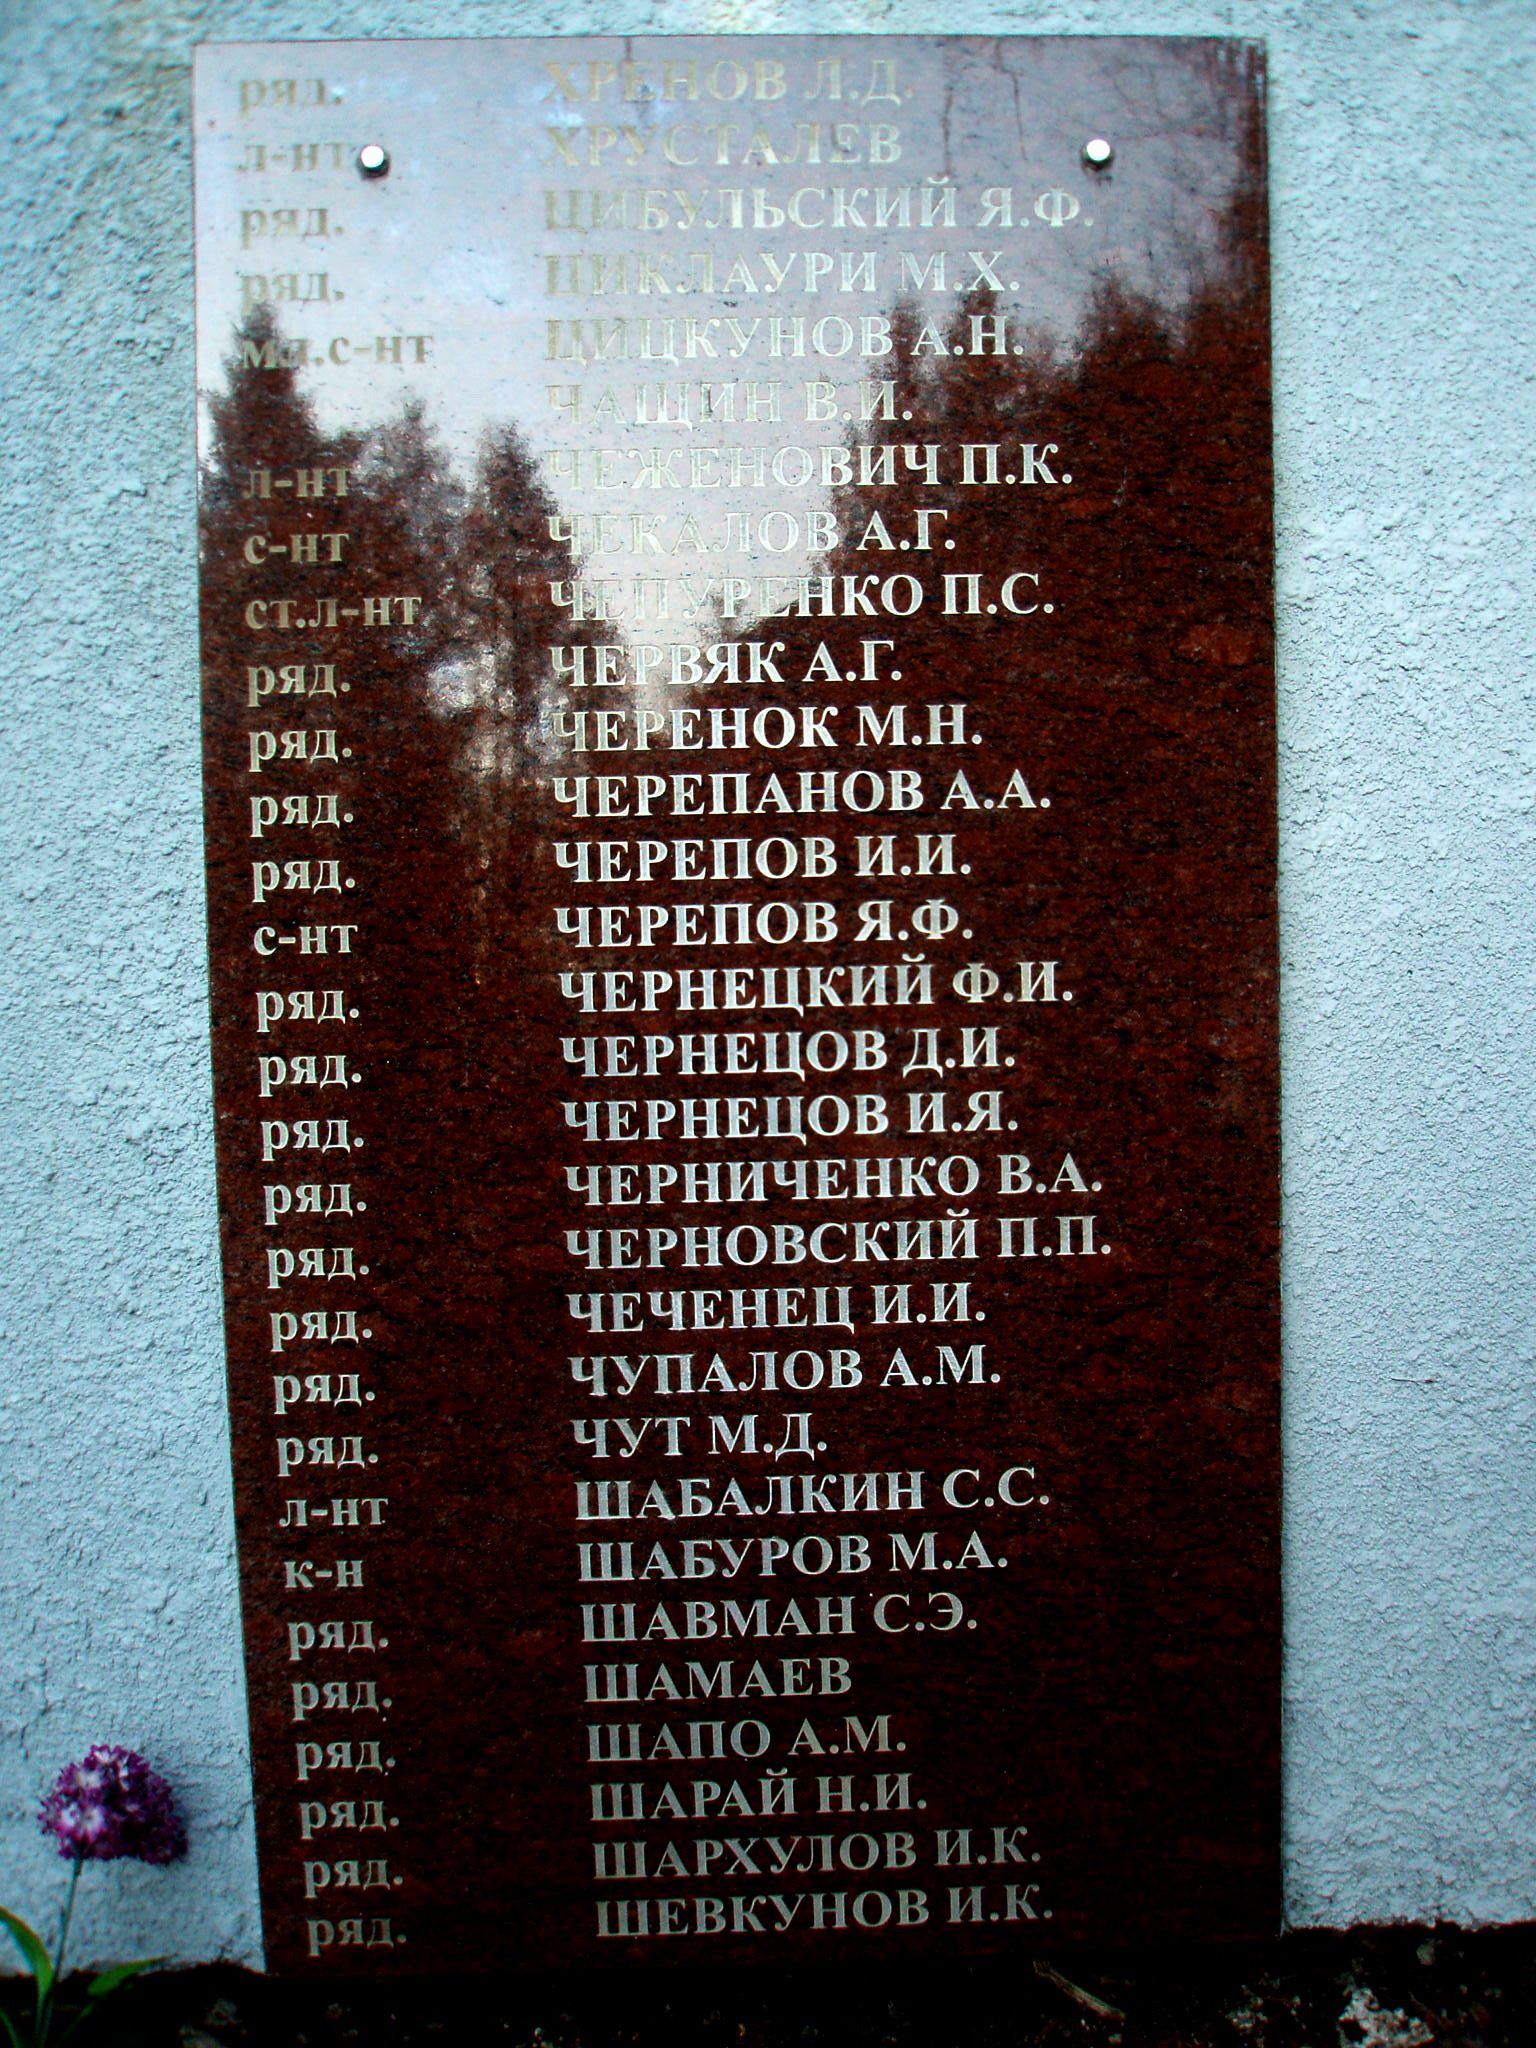 ряд. ХРЕНОВ Л.Д.
л-нт ХРУСТАЛЕВ
ряд. ЦИБУЛЬСКИЙ Я.Ф.
ряд. ЦИКЛАУРИ М.Х.
мл.с-нт ЦИЦКУНОВ А.Н.
ЧАЩИН В.И.
л-нт ЧЕЖЕНОВИЧ П.К.
с-нт ЧЕКАЛОВ А.Г.
ст.л-нт ЧЕПУРЕНКО П.С.
ряд. ЧЕРВЯК А.Г.
ряд. ЧЕРЕНОК М.Н.
ряд. ЧЕРЕПАНОВ А.А.
ряд. ЧЕРЕПОВ И.И.
с-нт ЧЕРЕПОВ Я.Ф.
ряд. ЧЕРНЕЦКИЙ Ф.И.
ряд. ЧЕРНЕЦОВ Д.И.
ряд. ЧЕРНЕЦОВ И.Я.
ряд. ЧЕРНИЧЕНКО В.А.
ряд. ЧЕРНОВСКИЙ П.П.
ряд. ЧЕЧЕНЕЦ И.И.
ряд. ЧУПАЛОВ А.М.
ряд. ЧУТ М.Д.
л-нт ШАБАЛКИН С.С.
к-н ШАБУРОВ М.А.
ряд. ШАВМАН С.Э.
ряд. ШАМАЕВ
ряд. ШАПО А.М.
ряд. ШАРАЙ Н.И.
ряд. ШАРХУЛОВ И.К.
ряд. ШЕВКУНОВ И.К.